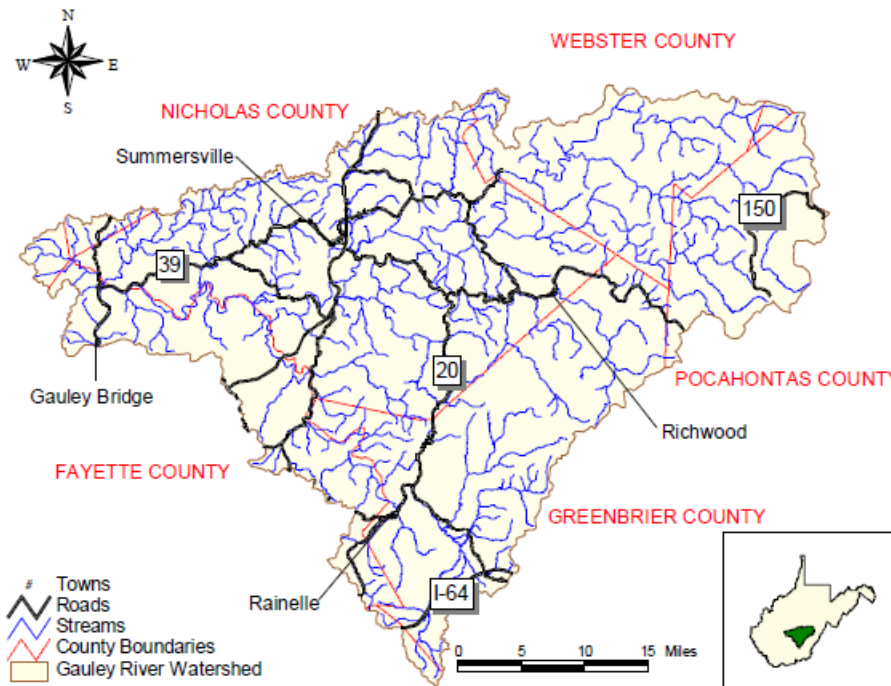 N
W E
S
WEBSTER COUNTY
NICHOLAS COUNTY
Summersville
150
39
20
POCAHONTAS COUNTY
Gauley Bridge
Richwood
FAYETTE COUNTY
GREENBRIER COUNTY
I-64
Rainelle
# Towns
Roads
Streams
County Boundaries
Gauley River Watershed
0 5 10 15 Miles